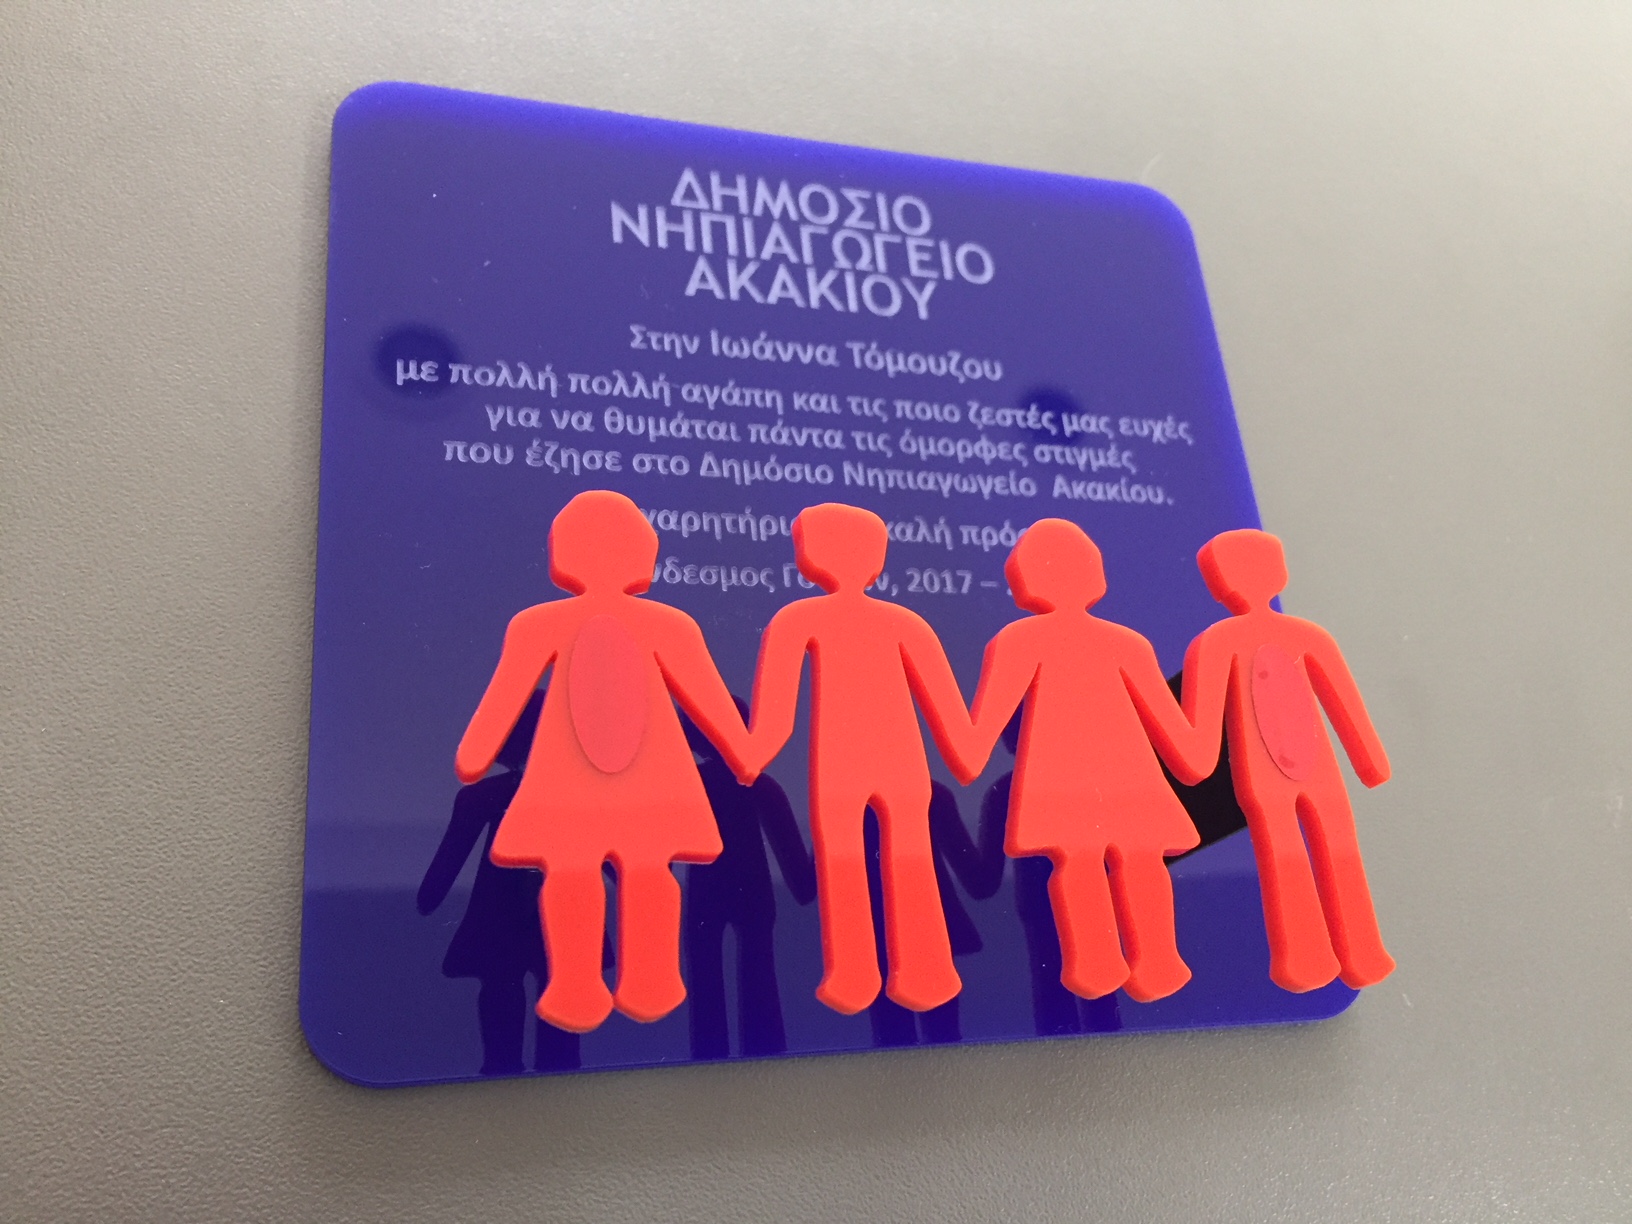 ΔΗΜΟΣΙΟ
ΝΗΠΙΑΓΩΓΕΙΟ
ΑΚΑΚΙΟΥ
Στην Ιωάννα Τόμουζου
με πολλή πολλή αγάπη και τις ποιο ζεστές μας ευχές
για να θυμάται πάντα τις όμορφες στιγμές
που έζησε στο Δημόσιο Νηπιαγωγείο Ακακίου.
καλή
2017 –